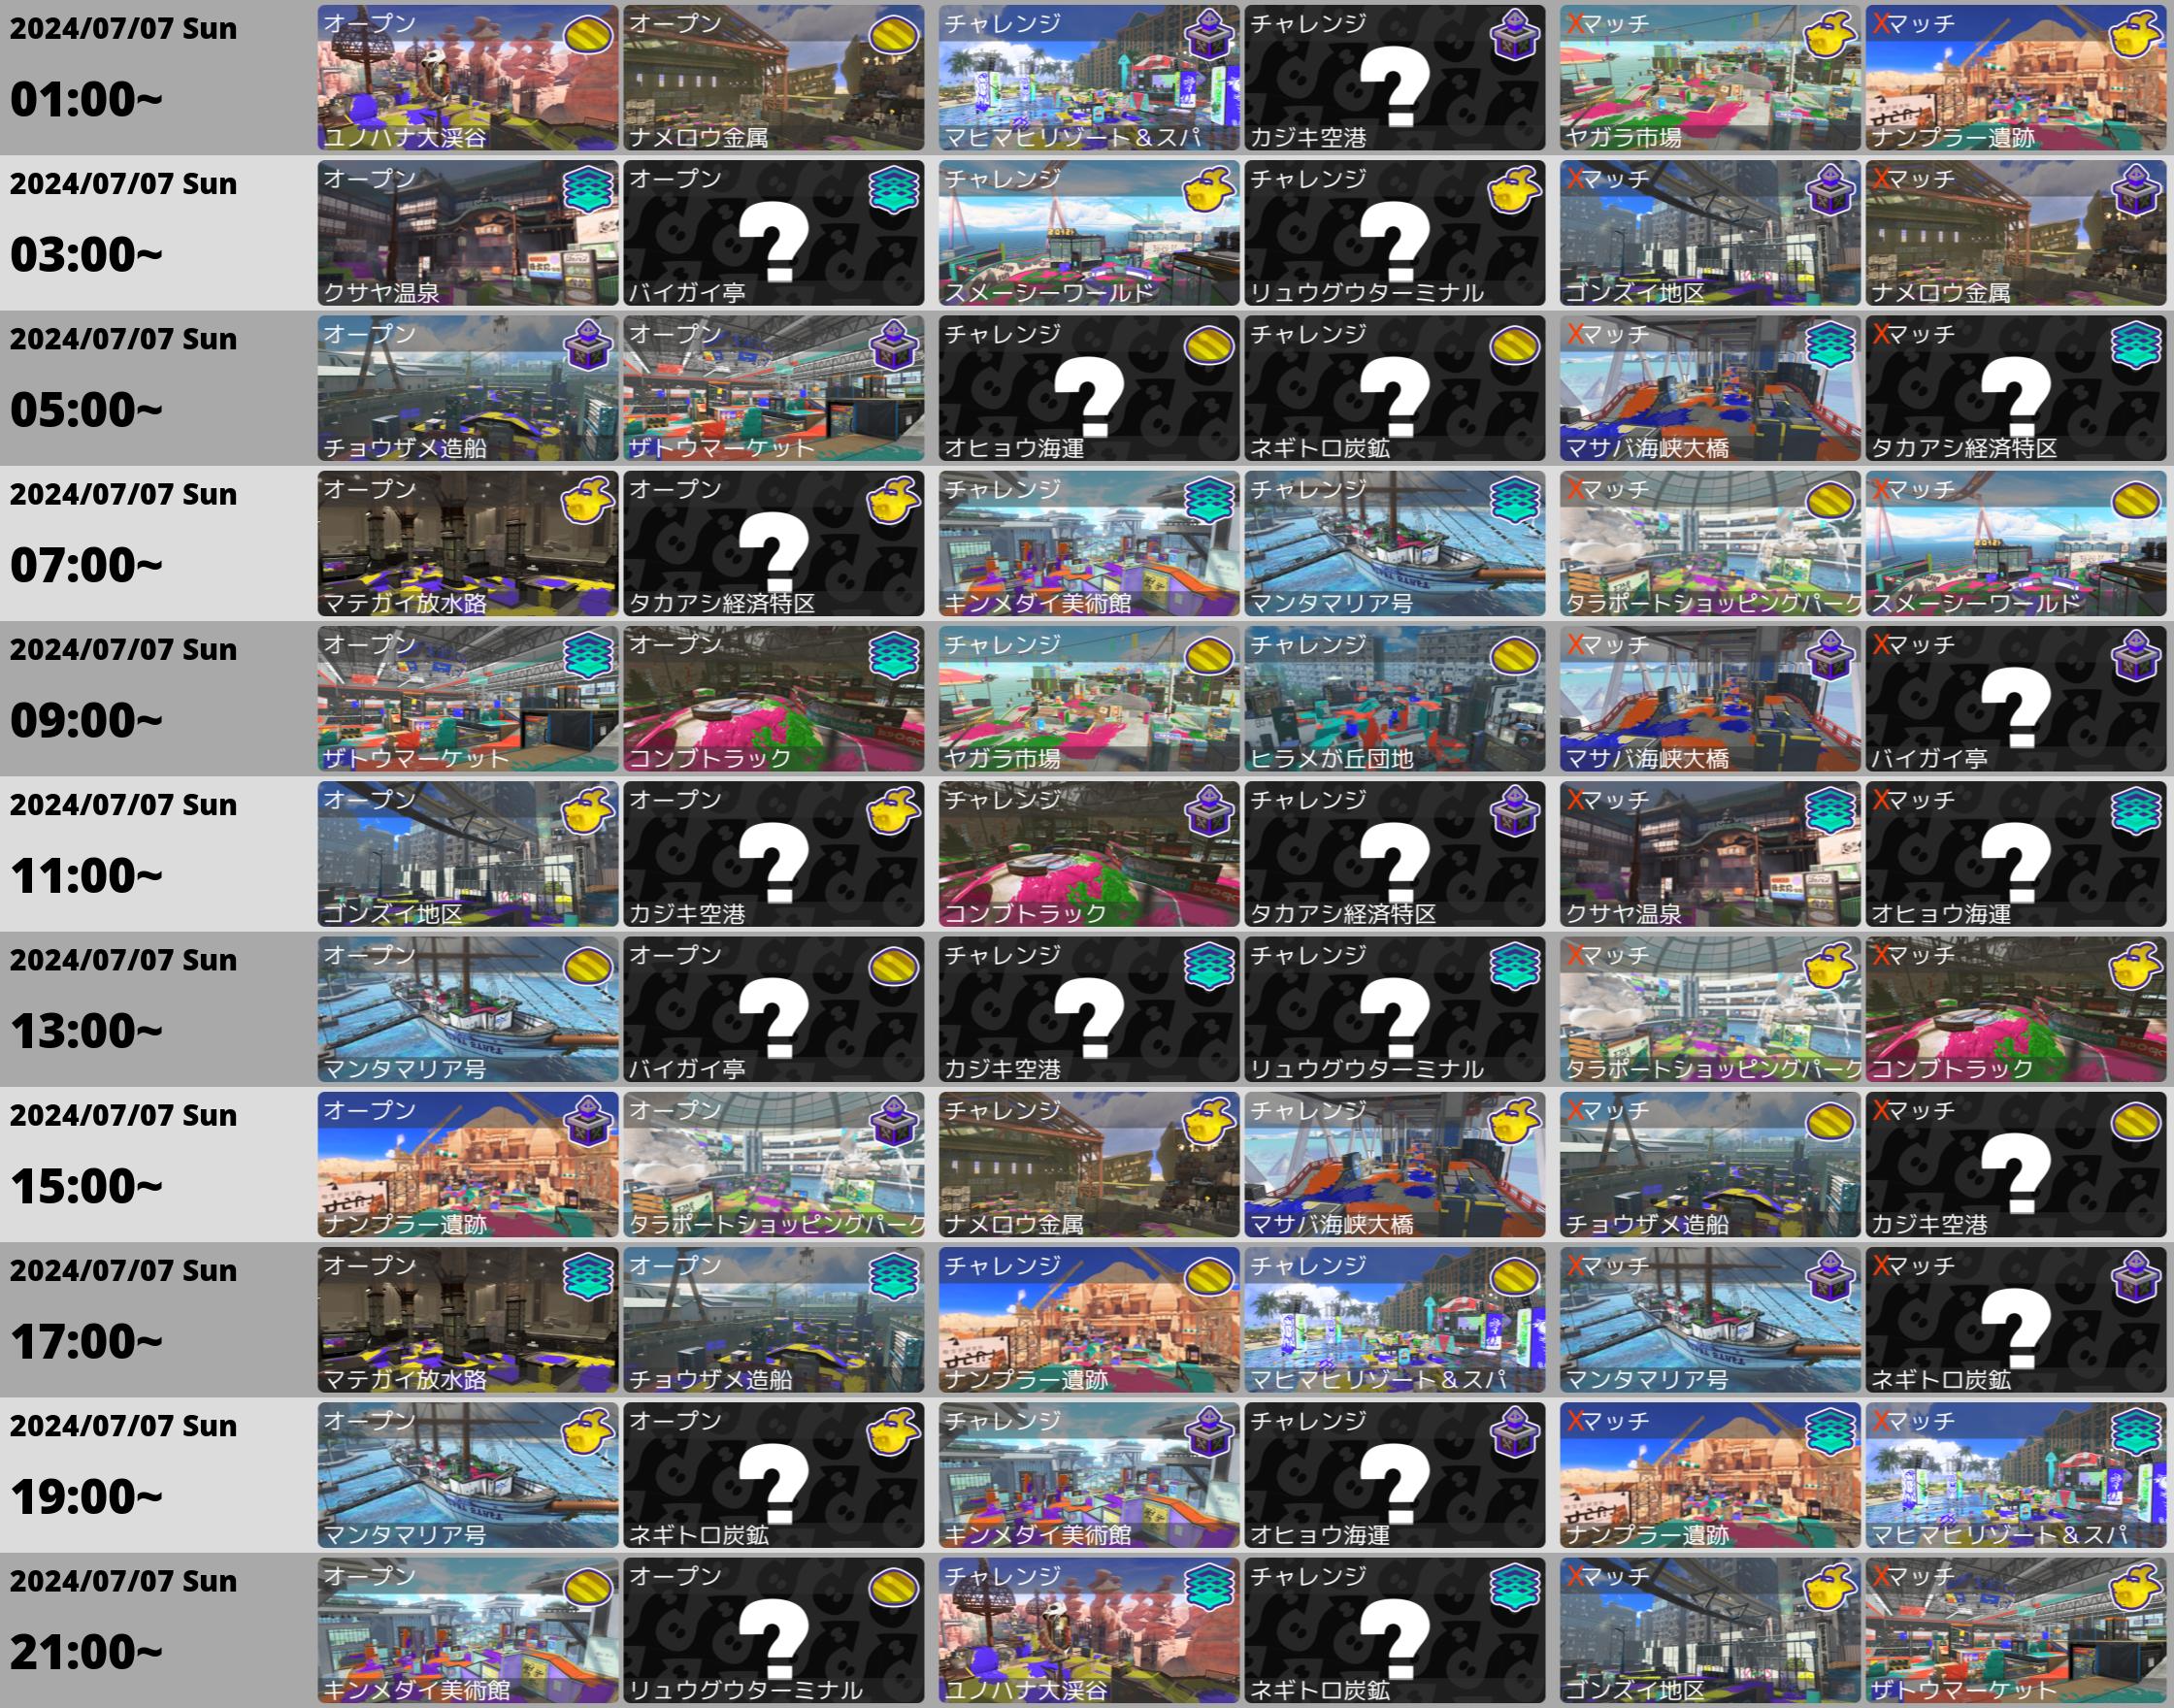 2024/07/07 Sun
01:00~
オープン
ユノハナ大渓谷
オープン
ナメロウ金属
チャレンジ
マヒマヒリゾート＆スパ
チャレンジ
カジキ空港
Xマッチ
ヤガラ市場
Xマッチ
ナンプラー遺跡
2024/07/07 Sun
03:00~
オープン
クサヤ温泉
オープン
バイガイ亭
チャレンジ
スメーシーワールド
チャレンジ
リュウグウターミナル
Xマッチ
ゴンズイ地区
Xマッチ
ナメロウ金属
2024/07/07 Sun
05:00~
オープン
チョウザメ造船
オープン
ザトウマーケット
チャレンジ
オヒョウ海運
チャレンジ
ネギトロ炭鉱
Xマッチ
マサバ海峡大橋
Xマッチ
タカアシ経済特区
2024/07/07 Sun
07:00~
オープン
マテガイ放水路
オープン
タカアシ経済特区
チャレンジ
キンメダイ美術館
チャレンジ
マンタマリア号
Xマッチ
タラポートショッピングパーク
Xマッチ
スメーシーワールド
2024/07/07 Sun
09:00~
オープン
ザトウマーケット
オープン
コンブトラック
チャレンジ
ヤガラ市場
チャレンジ
ヒラメが丘団地
Xマッチ
マサバ海峡大橋
Xマッチ
バイガイ亭
2024/07/07 Sun
11:00~
オープン
ゴンズイ地区
オープン
カジキ空港
チャレンジ
コンブトラック
チャレンジ
タカアシ経済特区
Xマッチ
クサヤ温泉
Xマッチ
オヒョウ海運
2024/07/07 Sun
13:00~
オープン
マンタマリア号
オープン
バイガイ亭
チャレンジ
カジキ空港
チャレンジ
リュウグウターミナル
Xマッチ
タラポートショッピングパーク
Xマッチ
コンブトラック
2024/07/07 Sun
15:00~
オープン
ナンプラー遺跡
オープン
タラポートショッピングパーク
チャレンジ
ナメロウ金属
チャレンジ
マサバ海峡大橋
Xマッチ
チョウザメ造船
Xマッチ
カジキ空港
2024/07/07 Sun
17:00~
オープン
マテガイ放水路
オープン
チョウザメ造船
チャレンジ
ナンプラー遺跡
チャレンジ
マヒマヒリゾート＆スパ
Xマッチ
マンタマリア号
Xマッチ
ネギトロ炭鉱
2024/07/07 Sun
19:00~
オープン
マンタマリア号
オープン
ネギトロ炭鉱
チャレンジ
キンメダイ美術館
チャレンジ
オヒョウ海運
Xマッチ
ナンプラー遺跡
Xマッチ
マヒマヒリゾート＆スパ
2024/07/07 Sun
21:00~
オープン
キンメダイ美術館
オープン
リュウグウターミナル
チャレンジ
ユノハナ大渓谷
チャレンジ
ネギトロ炭鉱
Xマッチ
ゴンズイ地区
Xマッチ
ザトウマーケット